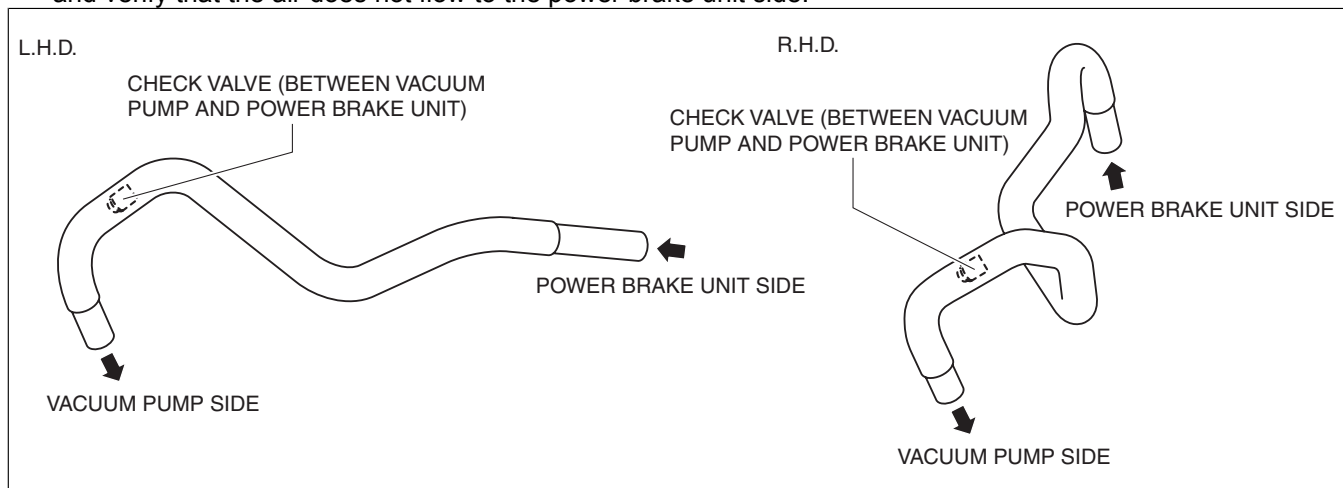 and verify that the air does not flow to the power brake unit side.
L.H.D.
CHECK VALVE (BETWEEN VACUUM
PUMP AND POWER BRAKE UNIT)
POWER BRAKE UNIT SIDE
VACUUM PUMP SIDE
R.H.D.
CHECK VALVE (BETWEEN VACUUM
PUMP AND POWER BRAKE UNIT)
POWER BRAKE UNIT SIDE
VACUUM PUMP SIDE